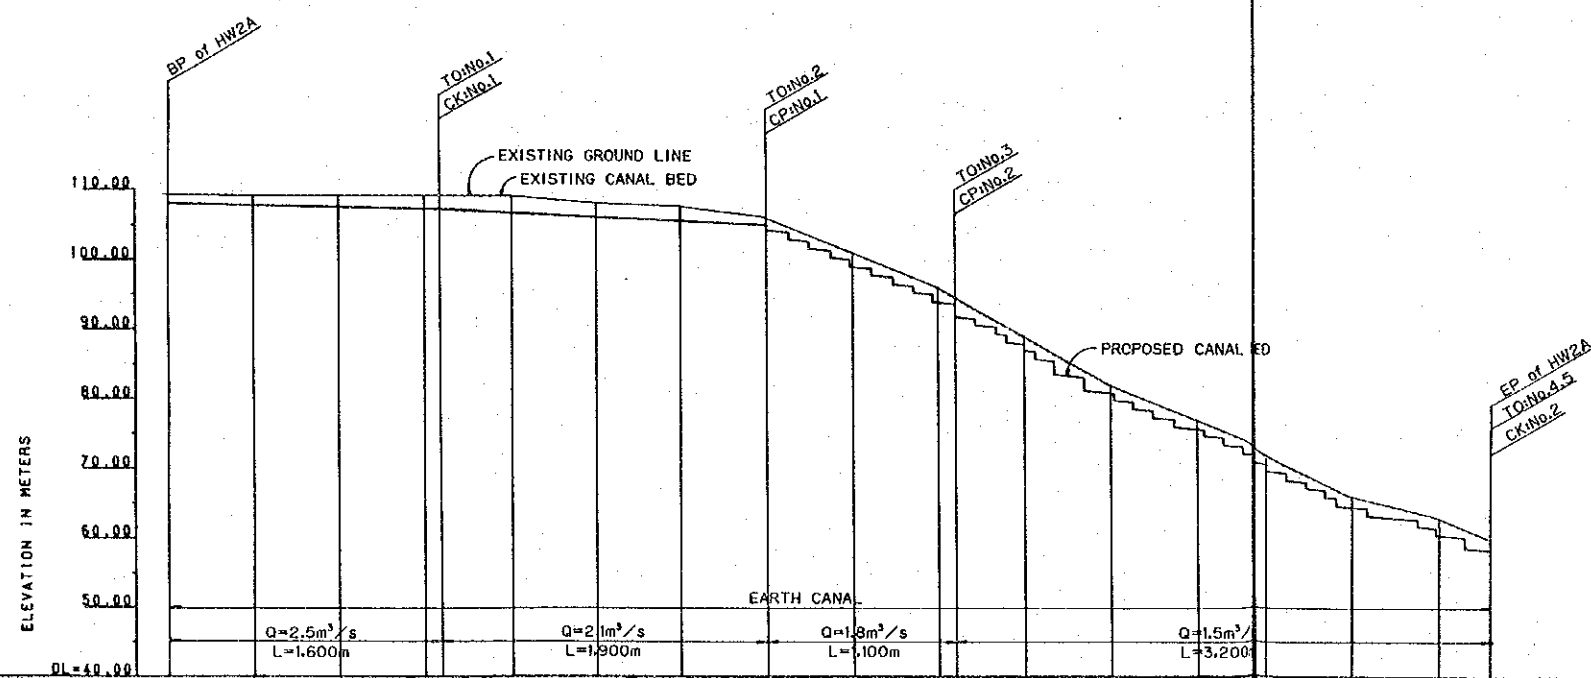 BP of HW2A
TO:No.1
CK:No.1
TO:No.2
CP:No.1
TO:No.3
CP:No.2
EP of HW2A
TO:No.4.5
CK:No.2
EXISTING GROUND LINE
EXISTING CANAL BED
PROPOSED CANAL ED
ELEVATION IN METERS
110.00
100.00
90.00
80.00
70.00
60.00
50.00
DL=40.00
EARTH CANAL
Q=2.5m³/s
L=1.600m
Q=2.1m³/s
L=1.900m
Q=1.8m³/s
L=1.100m
Q=1.5m³/
L=3.200